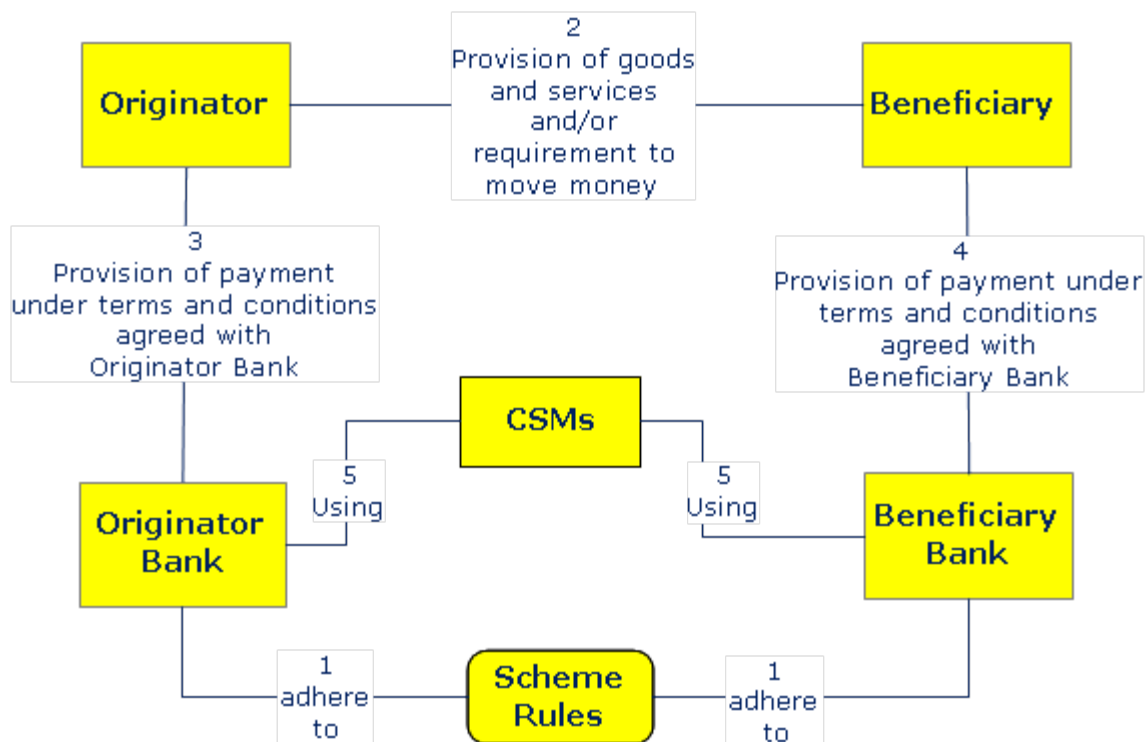 2
Provision of goods
and services
and/or
requirement to
move money
Originator
Beneficiary
3
Provision of payment
under terms and conditions
agreed with
Originator Bank
4
Provision of payment under
terms and conditions
agreed with
Beneficiary Bank
CSMs
5
Using
5
Using
Originator
Bank
Beneficiary
Bank
1
adhere
to
Scheme
Rules
1
adhere
to